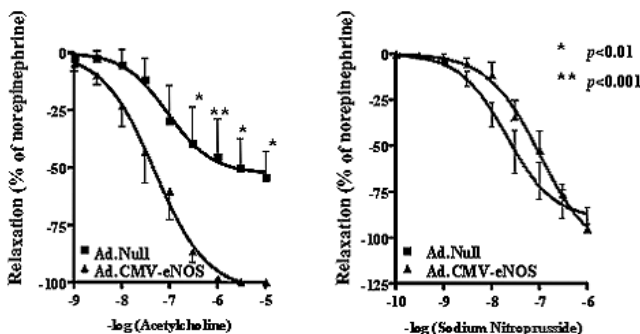 Relaxation (% of norepinephrine)
0
-25
-50
-75
-100
* ** * *
Ad.Null
Ad.CMV-eNOS
-9 -8 -7 -6 -5
-log (Acetylcholine)
Relaxation (% of norepinephrine)
0
-25
-50
-75
-100
-125
* p<0.01
** p<0.001
Ad.Null
Ad.CMV-eNOS
-10 -9 -8 -7 -6
-log (Sodium Nitroprusside)